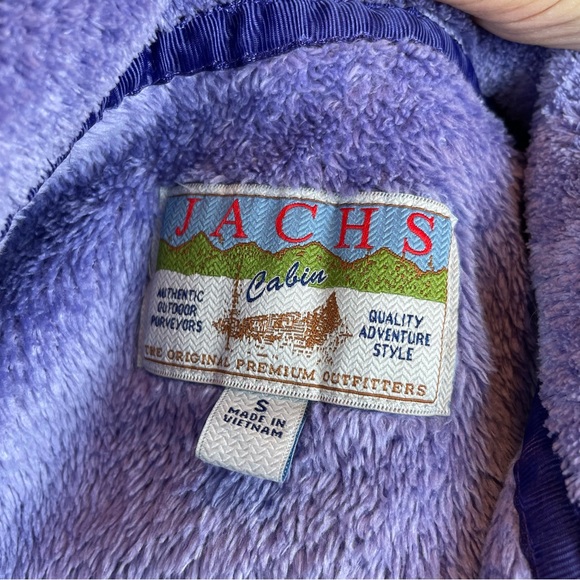 JACHS
Cabin
AUTHENTIC
OUTDOOR
PURVEYORS
QUALITY
ADVENTURE
STYLE
THE ORIGINAL PREMIUM OUTFITTERS
S
MADE IN
VIETNAM